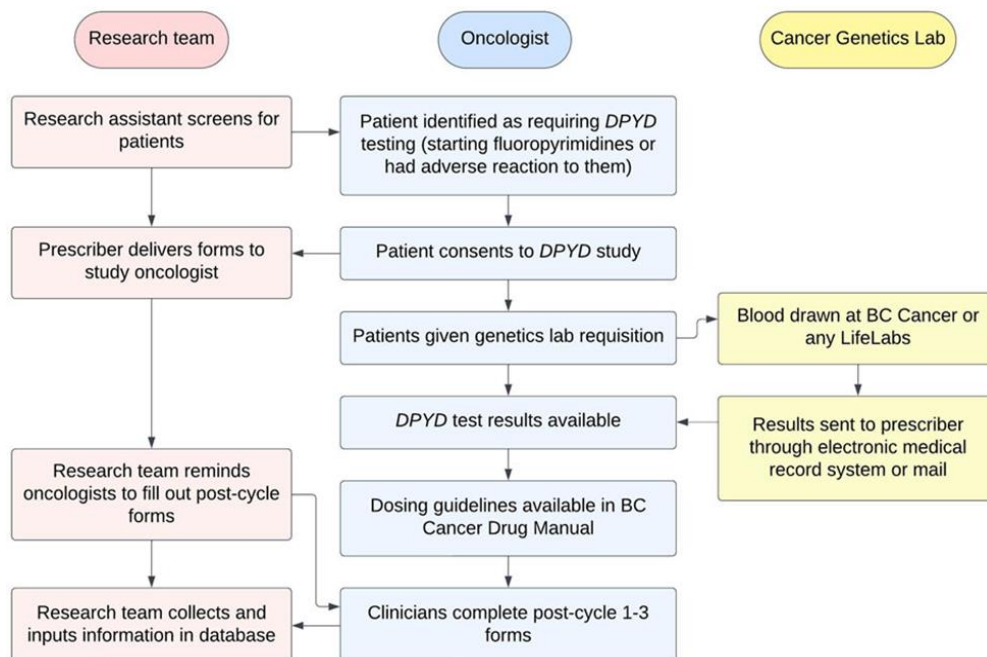 Research team
Oncologist
Cancer Genetics Lab
Research assistant screens for
patients
Patient identified as requiring DPYD
testing (starting fluoropyrimidines or
had adverse reaction to them)
Prescriber delivers forms to
study oncologist
Patient consents to DPYD study
Patients given genetics lab requisition
Blood drawn at BC Cancer or
any LifeLabs
DPYD test results available
Results sent to prescriber
through electronic medical
record system or mail
Research team reminds
oncologists to fill out post-cycle
forms
Dosing guidelines available in BC
Cancer Drug Manual
Research team collects and
inputs information in database
Clinicians complete post-cycle 1-3
forms